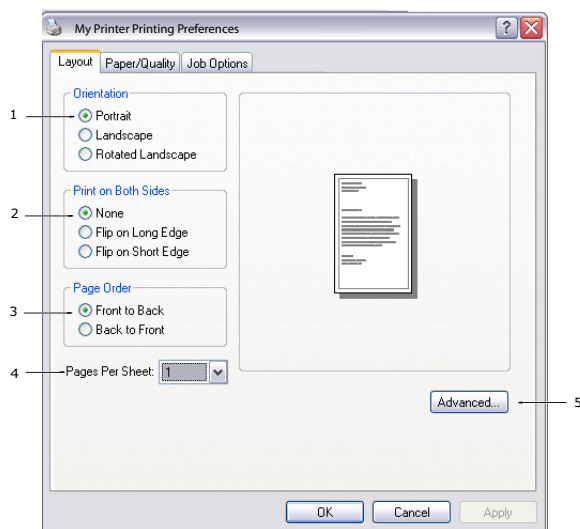 My Printer Printing Preferences
Layout Paper/Quality Job Options
Orientation
1 Portrait
Landscape
Rotated Landscape
Print on Both Sides
2 None
Flip on Long Edge
Flip on Short Edge
Page Order
3 Front to Back
Back to Front
4 Pages Per Sheet: 1
Advanced... 5
OK Cancel Apply